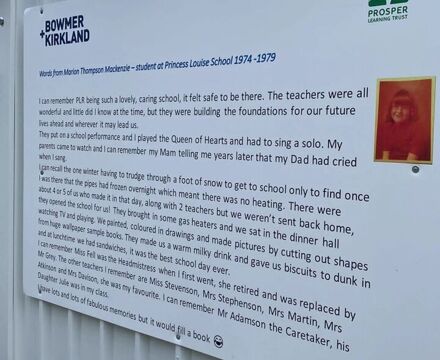 BOWMER
+KIRKLAND
PROSPER
LEARNING TRUST
Words from Marion Thompson Mackenzie – student at Princess Louise School 1974 -1979
I can remember PLR being such a lovely, caring school, it felt safe to be there. The teachers were all
wonderful and little did I know at the time, but they were building the foundations for our future
lives ahead and wherever it may lead us.
They put on a school performance and I played the Queen of Hearts and had to sing a solo. My
parents came to watch and I can remember my Mam telling me years later that my Dad had cried
when I sang.
I can recall the one winter having to trudge through a foot of snow to get to school only to find once
I was there that the pipes had frozen overnight which meant there was no heating. There were
about 4 or 5 of us who made it in that day, along with 2 teachers but we weren't sent back home,
they opened the school for us! They brought in some gas heaters and we sat in the dinner hall
watching TV and playing. We painted, coloured in drawings and made pictures by cutting out shapes
from huge wallpaper sample books. They made us a warm milky drink and gave us biscuits to dunk in
and at lunchtime we had sandwiches, it was the best school day ever.
I can remember Miss Fell was the Headmistress when I first went, she retired and was replaced by
Mr Grey. The other teachers I remember are Miss Stevenson, Mrs Stephenson, Mrs Martin, Mrs
Atkinson and Mrs Davison, she was my favourite. I can remember Mr Adamson the Caretaker, his
Daughter Julie was in my class.
I have lots and lots of fabulous memories but it would fill a book 😀